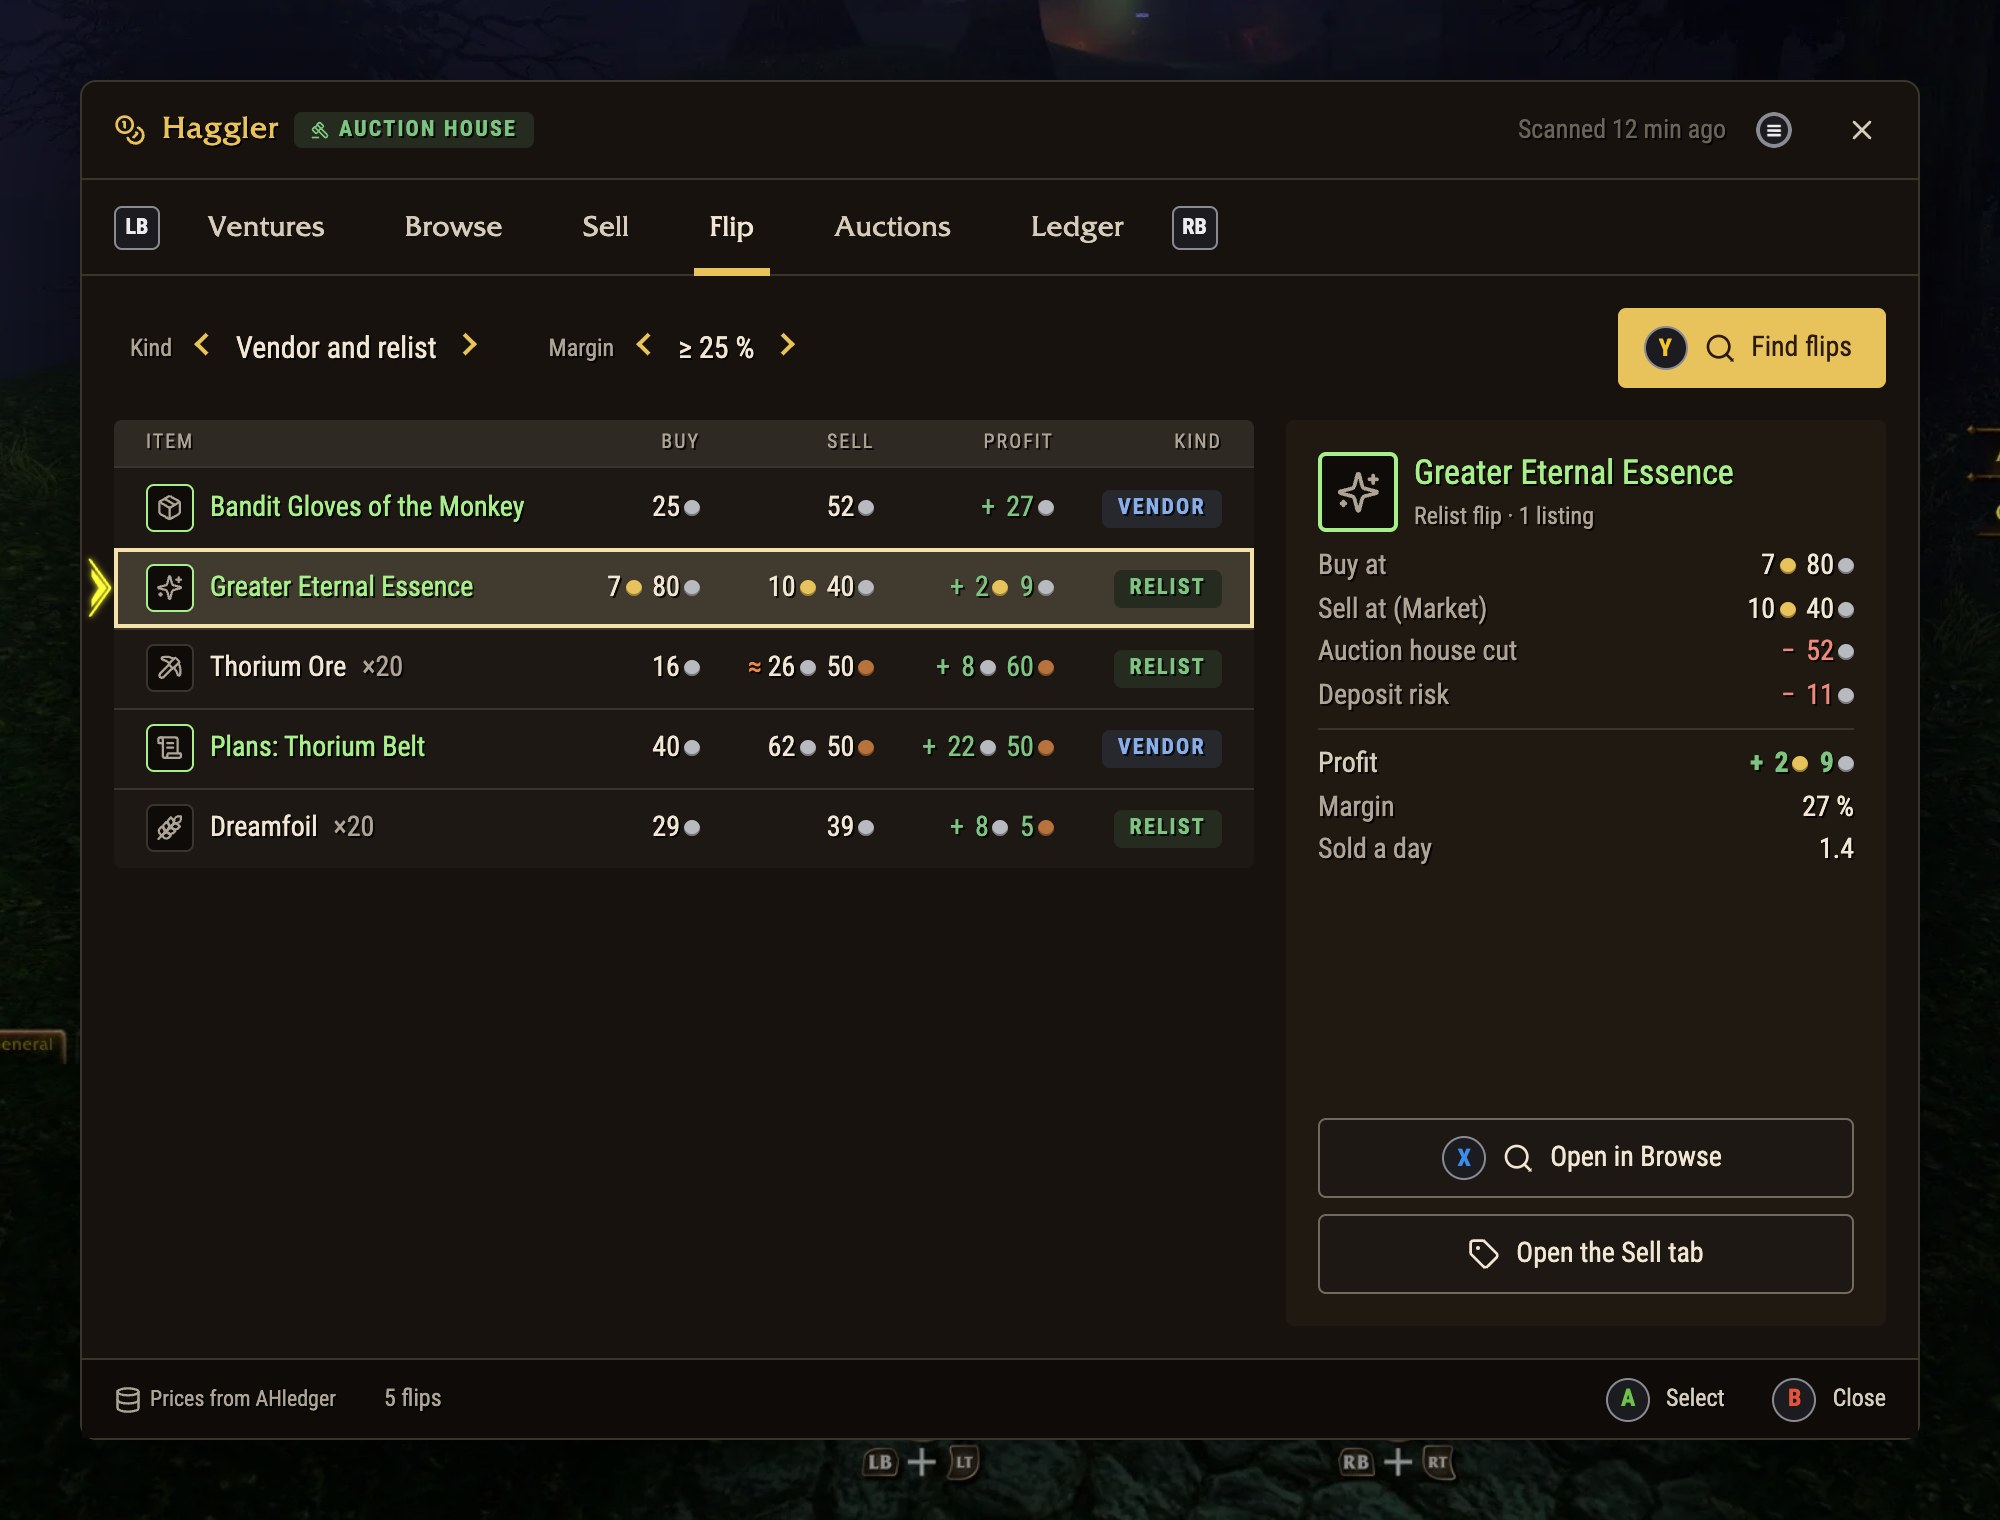 Haggler
AUCTION HOUSE
Scanned 12 min ago
LB Ventures Browse Sell Flip Auctions Ledger RB
Kind Vendor and relist Margin ≥ 25 %
Y Find flips
ITEM BUY SELL PROFIT KIND
Bandit Gloves of the Monkey 25 52 + 27 VENDOR
Greater Eternal Essence 7 80 10 40 + 2 9 RELIST
Thorium Ore ×20 16 ≈ 26 50 + 8 60 RELIST
Plans: Thorium Belt 40 62 50 + 22 50 VENDOR
Dreamfoil ×20 29 39 + 8 5 RELIST
Greater Eternal Essence
Relist flip · 1 listing
Buy at 7 80
Sell at (Market) 10 40
Auction house cut − 52
Deposit risk − 11
Profit + 2 9
Margin 27 %
Sold a day 1.4
X Open in Browse
Open the Sell tab
eneral
Prices from AHledger 5 flips
A Select B Close
LB + LT RB + RT